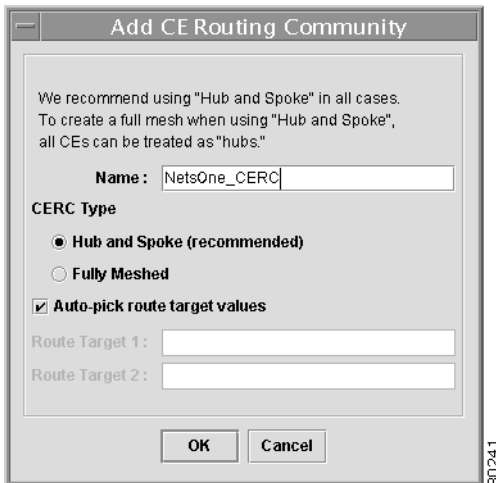 Add CE Routing Community
We recommend using "Hub and Spoke" in all cases.
To create a full mesh when using "Hub and Spoke",
all CEs can be treated as "hubs."
Name : NetsOne_CERC
CERC Type
Hub and Spoke (recommended)
Fully Meshed
Auto-pick route target values
Route Target 1 :
Route Target 2 :
OK Cancel
30241